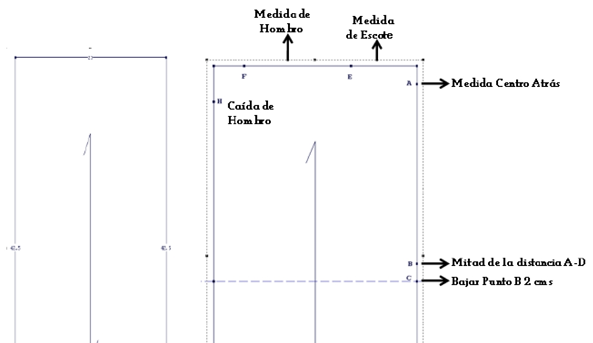 Medida de
Hombro
Medida
de Escote
F
E
A
Medida Centro Atrás
H
Caída de
Hombro
B
Mitad de la distancia A-D
C
Bajar Punto B 2 cms